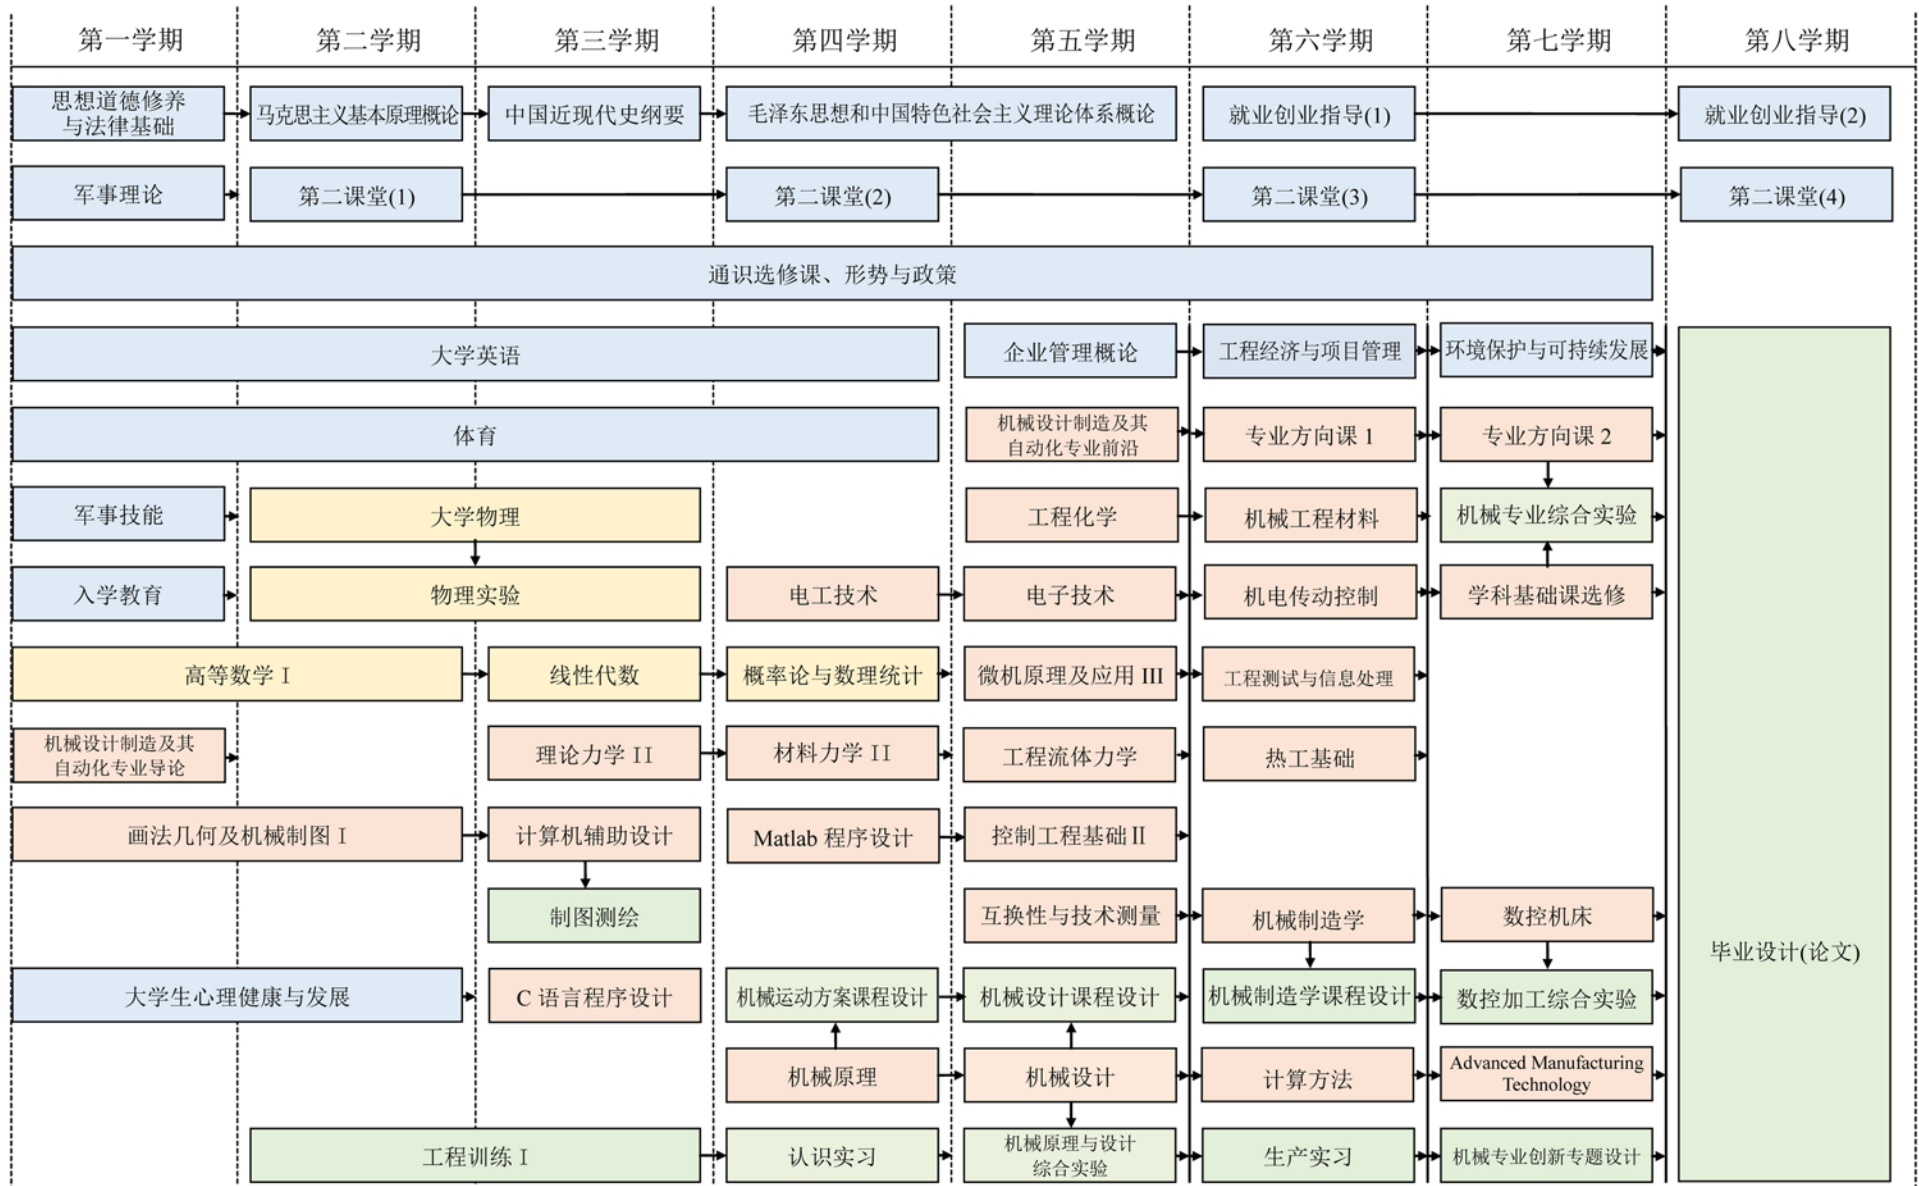 第一学期
第二学期
第三学期
第四学期
第五学期
第六学期
第七学期
第八学期
思想道德修养
与法律基础
马克思主义基本原理概论
中国近现代史纲要
毛泽东思想和中国特色社会主义理论体系概论
就业创业指导(1)
就业创业指导(2)
军事理论
第二课堂(1)
第二课堂(2)
第二课堂(3)
第二课堂(4)
通识选修课、形势与政策
大学英语
企业管理概论
工程经济与项目管理
环境保护与可持续发展
体育
机械设计制造及其
自动化专业前沿
专业方向课 1
专业方向课 2
军事技能
大学物理
工程化学
机械工程材料
机械专业综合实验
入学教育
物理实验
电工技术
电子技术
机电传动控制
学科基础课选修
高等数学 I
线性代数
概率论与数理统计
微机原理及应用 III
工程测试与信息处理
机械设计制造及其
自动化专业导论
理论力学 II
材料力学 II
工程流体力学
热工基础
画法几何及机械制图 I
计算机辅助设计
Matlab 程序设计
控制工程基础 II
制图测绘
互换性与技术测量
机械制造学
数控机床
毕业设计(论文)
大学生心理健康与发展
C 语言程序设计
机械运动方案课程设计
机械设计课程设计
机械制造学课程设计
数控加工综合实验
机械原理
机械设计
计算方法
Advanced Manufacturing
Technology
工程训练 I
认识实习
机械原理与设计
综合实验
生产实习
机械专业创新专题设计